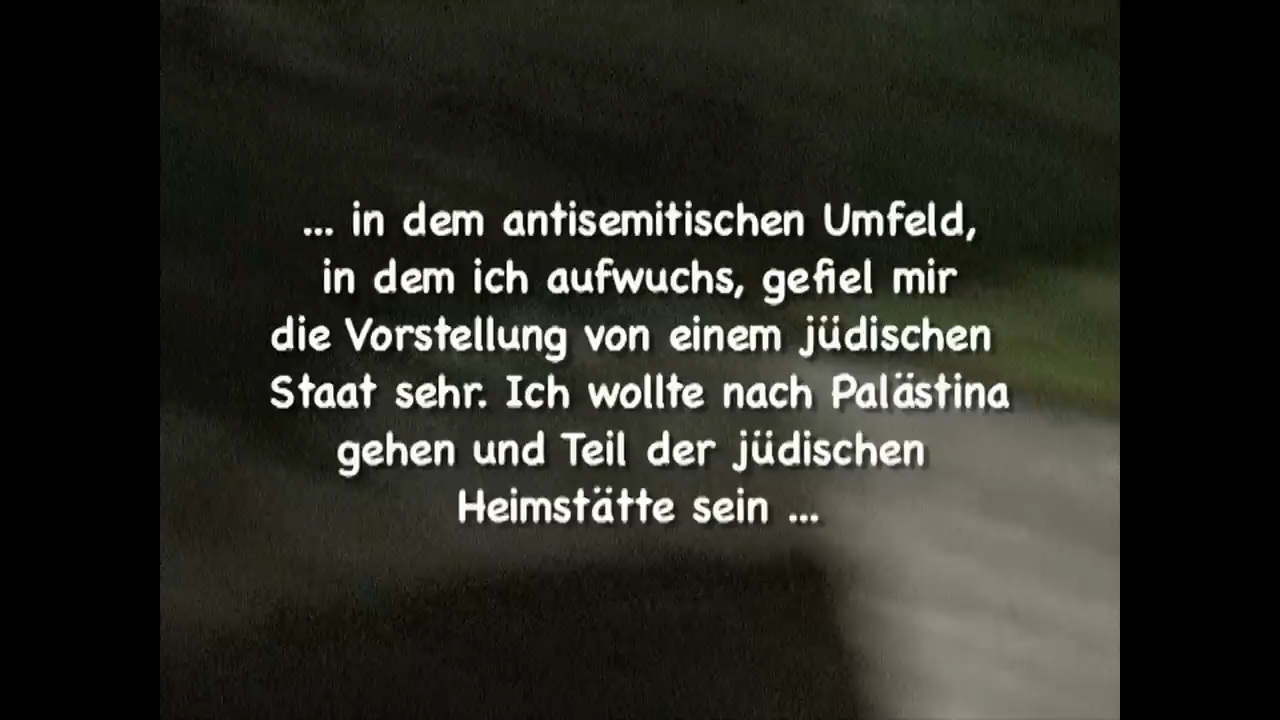 ... in dem antisemitischen Umfeld,
in dem ich aufwuchs, gefiel mir
die Vorstellung von einem jüdischen
Staat sehr. Ich wollte nach Palästina
gehen und Teil der jüdischen
Heimstätte sein ...